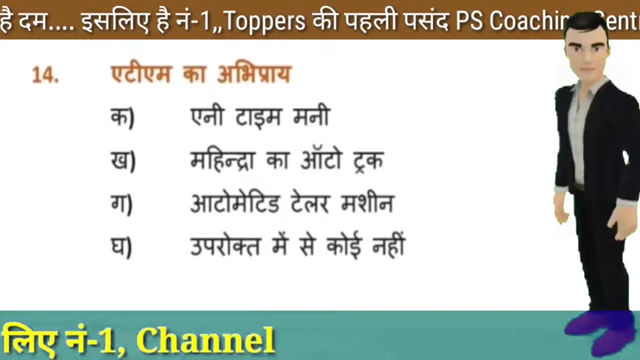 है दम.... इसलिए है नं-1,,Toppers की पहली पसंद PS Coaching
14. एटीएम का अभिप्राय
क) एनी टाइम मनी
ख) महिन्द्रा का ऑटो ट्रक
ग) आटोमेटिड टेलर मशीन
घ) उपरोक्त में से कोई नहीं
लिए नं-1, Channel